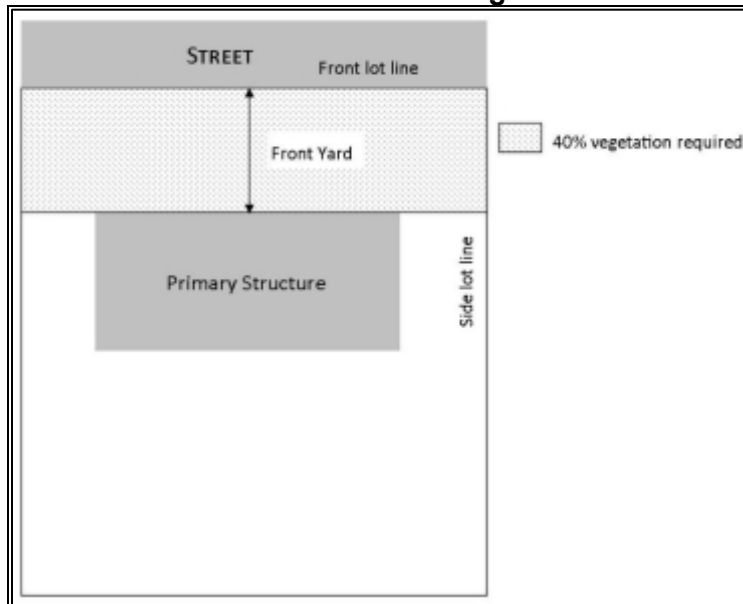 STREET
Front lot line
Front Yard
40% vegetation required
Primary Structure
Side lot line